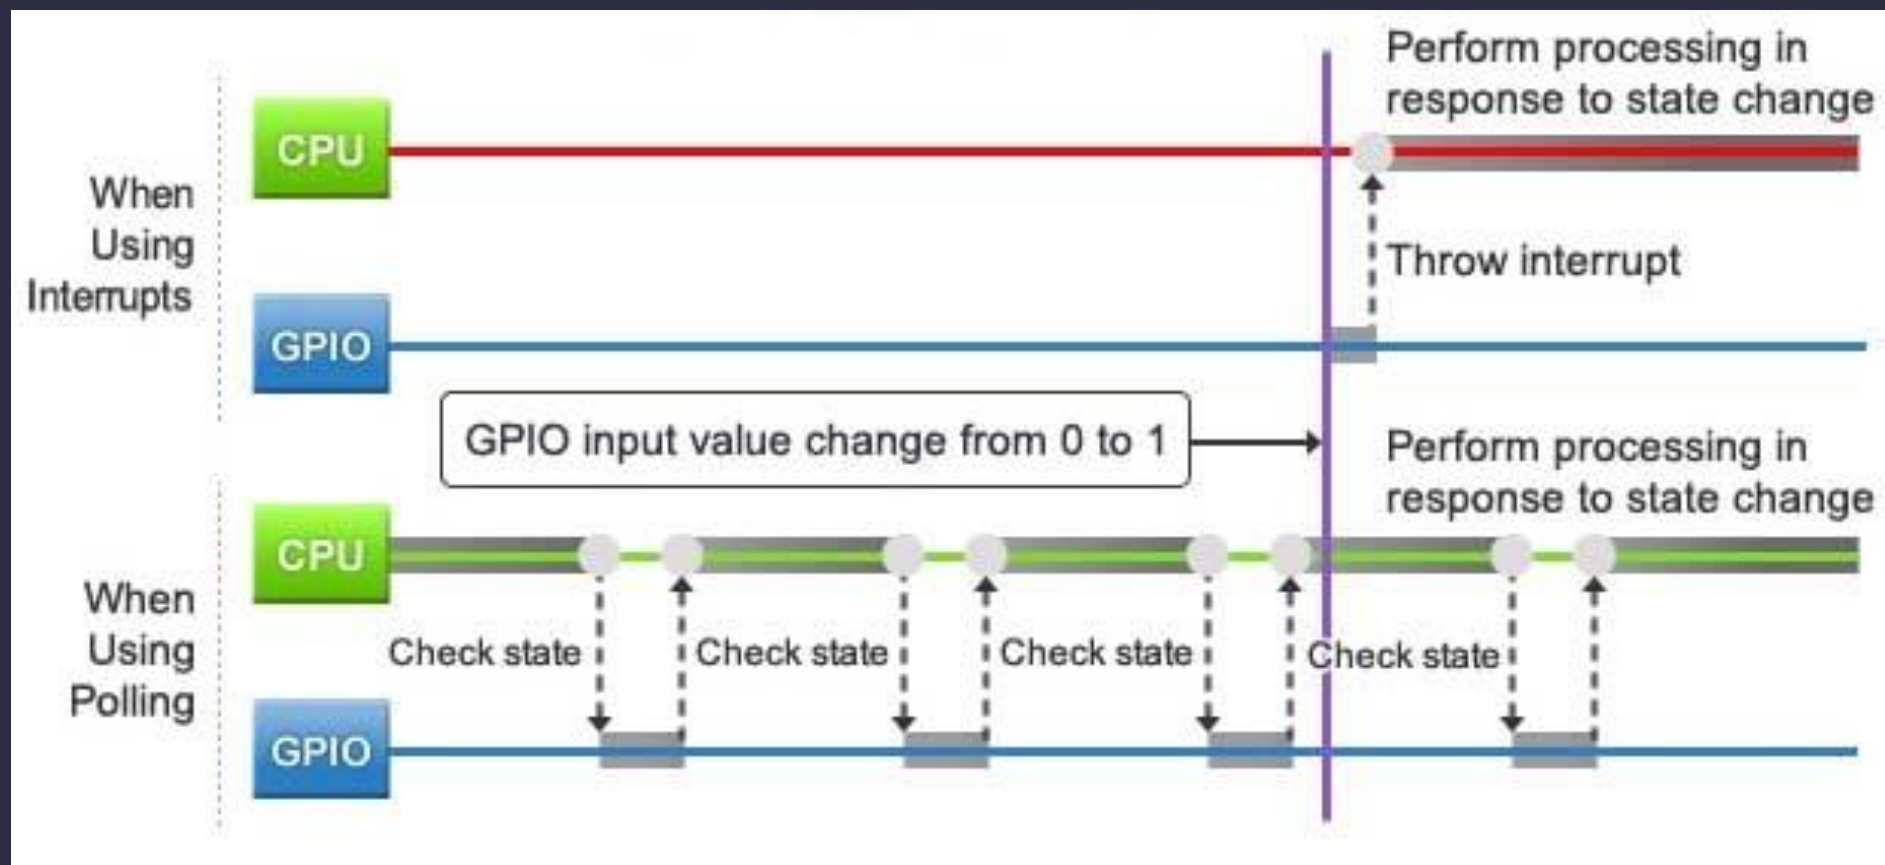 Perform processing in
response to state change
CPU
When
Using
Interrupts
Throw interrupt
GPIO
GPIO input value change from 0 to 1
Perform processing in
response to state change
CPU
When
Using
Polling
Check state
Check state
Check state
Check state
GPIO